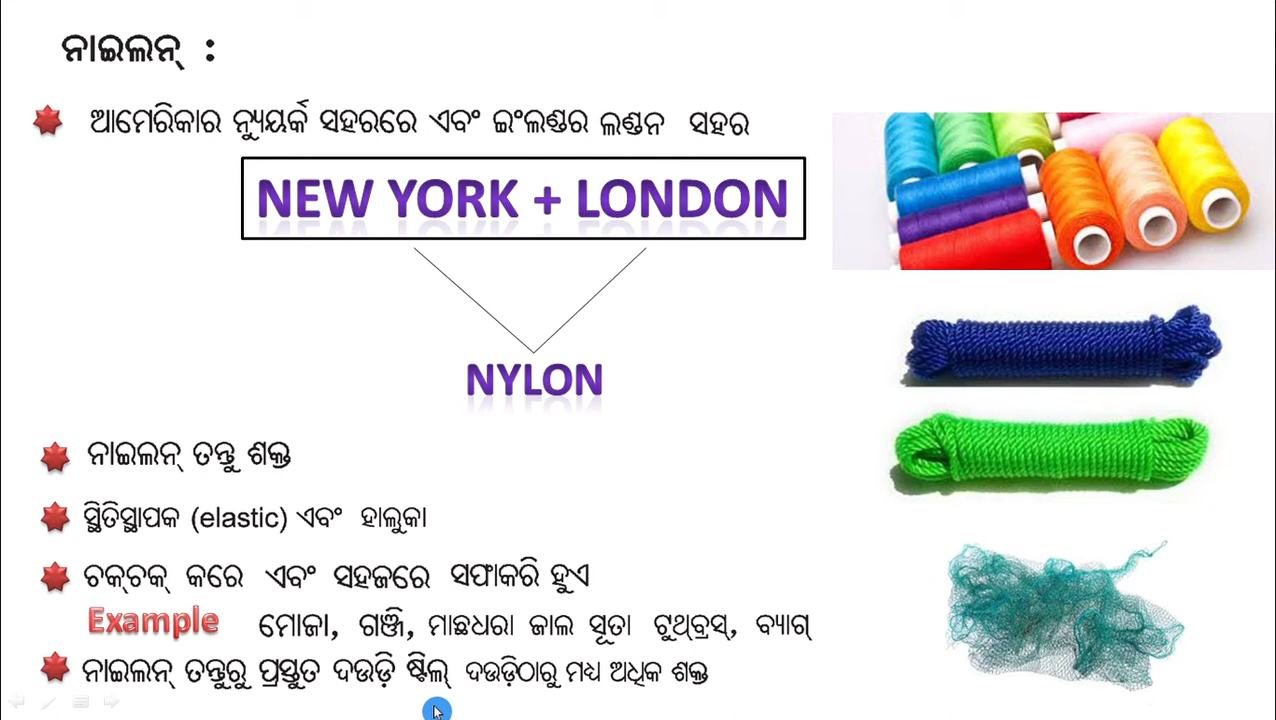 ନାଇଲନ୍ :
ଆମେରିକାର ନ୍ୟୁୟର୍କ ସହରରେ ଏବଂ ଇଂଲଣ୍ଡର ଲଣ୍ଡନ ସହର
NEW YORK + LONDON
NYLON
ନାଇଲନ୍ ତନ୍ତୁ ଶକ୍ତ
ସ୍ଥିତିସ୍ଥାପକ (elastic) ଏବଂ ହାଲୁକା
ଚକ୍‌ଚକ୍ କରେ ଏବଂ ସହଜରେ ସଫାକରି ହୁଏ
Example ମୋଜା, ଗଞ୍ଜି, ମାଛଧରା ଜାଲ ସୂତା ଟୁଥ୍‌ବ୍ରସ୍, ବ୍ୟାଗ୍
ନାଇଲନ୍ ତନ୍ତୁରୁ ପ୍ରସ୍ତୁତ ଦଉଡ଼ି ଷ୍ଟିଲ୍ ଦଉଡ଼ିଠାରୁ ମଧ୍ୟ ଅଧିକ ଶକ୍ତ